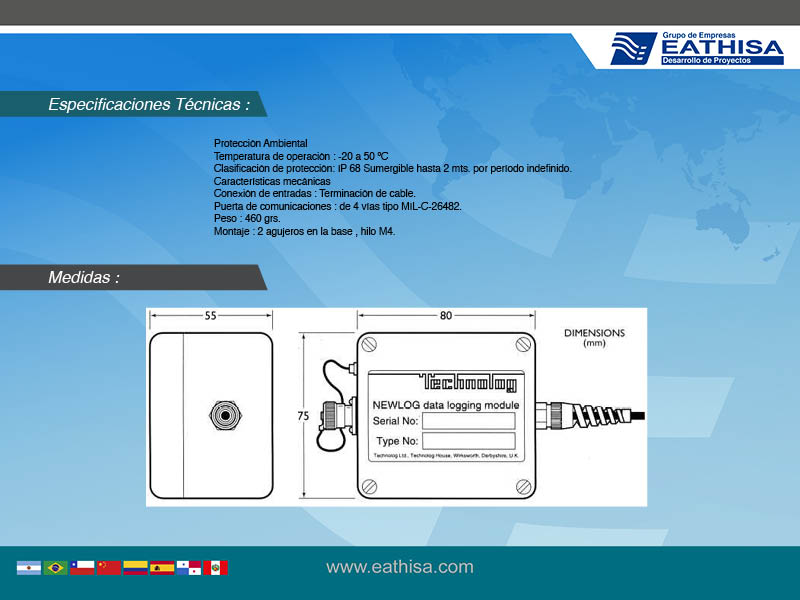 Grupo de Empresas
EATHISA
Desarrollo de Proyectos
Especificaciones Técnicas :
Protección Ambiental
Temperatura de operación : -20 a 50 ºC
Clasificación de protección: IP 68 Sumergible hasta 2 mts. por período indefinido.
Características mecánicas
Conexión de entradas : Terminación de cable.
Puerta de comunicaciones : de 4 vías tipo MIL-C-26482.
Peso : 460 grs.
Montaje : 2 agujeros en la base , hilo M4.
Medidas :
55
80
DIMENSIONS
(mm)
75
Technolog
NEWLOG data logging module
Serial No:
Type No:
Technolog Ltd., Technolog House, Wirksworth, Derbyshire, U.K.
www.eathisa.com